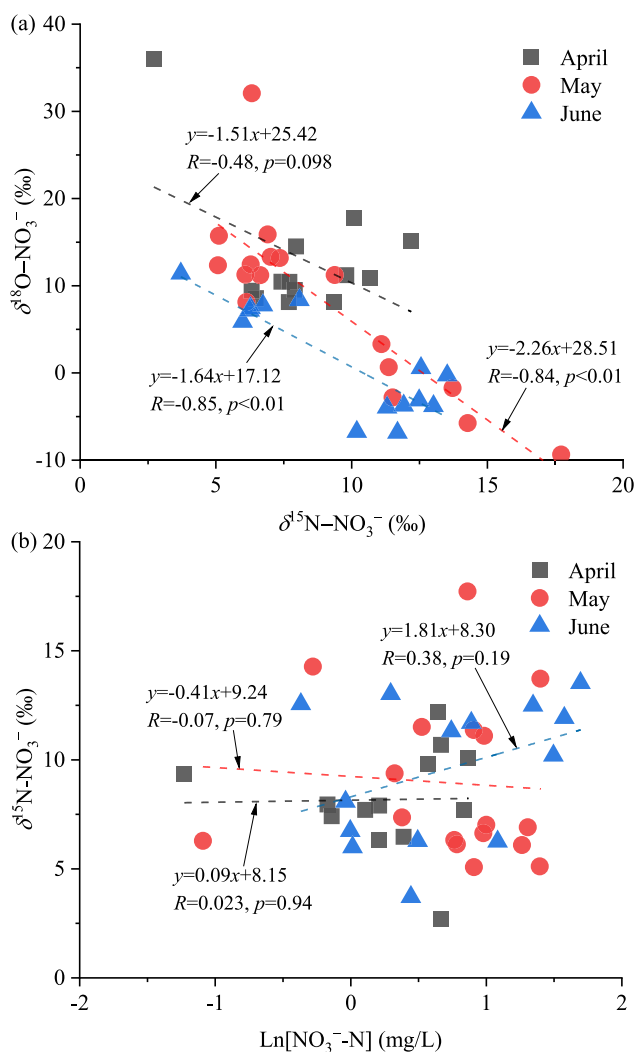 (a)
40
30
20
10
0
-10
δ¹⁸O–NO₃⁻ (‰)
April
May
June
y=-1.51x+25.42
R=-0.48, p=0.098
y=-1.64x+17.12
R=-0.85, p<0.01
y=-2.26x+28.51
R=-0.84, p<0.01
0 5 10 15 20
δ¹⁵N–NO₃⁻ (‰)
(b)
20
15
10
5
0
δ¹⁵N-NO₃⁻ (‰)
April
May
June
y=1.81x+8.30
R=0.38, p=0.19
y=-0.41x+9.24
R=-0.07, p=0.79
y=0.09x+8.15
R=0.023, p=0.94
-2 -1 0 1 2
Ln[NO₃⁻-N] (mg/L)